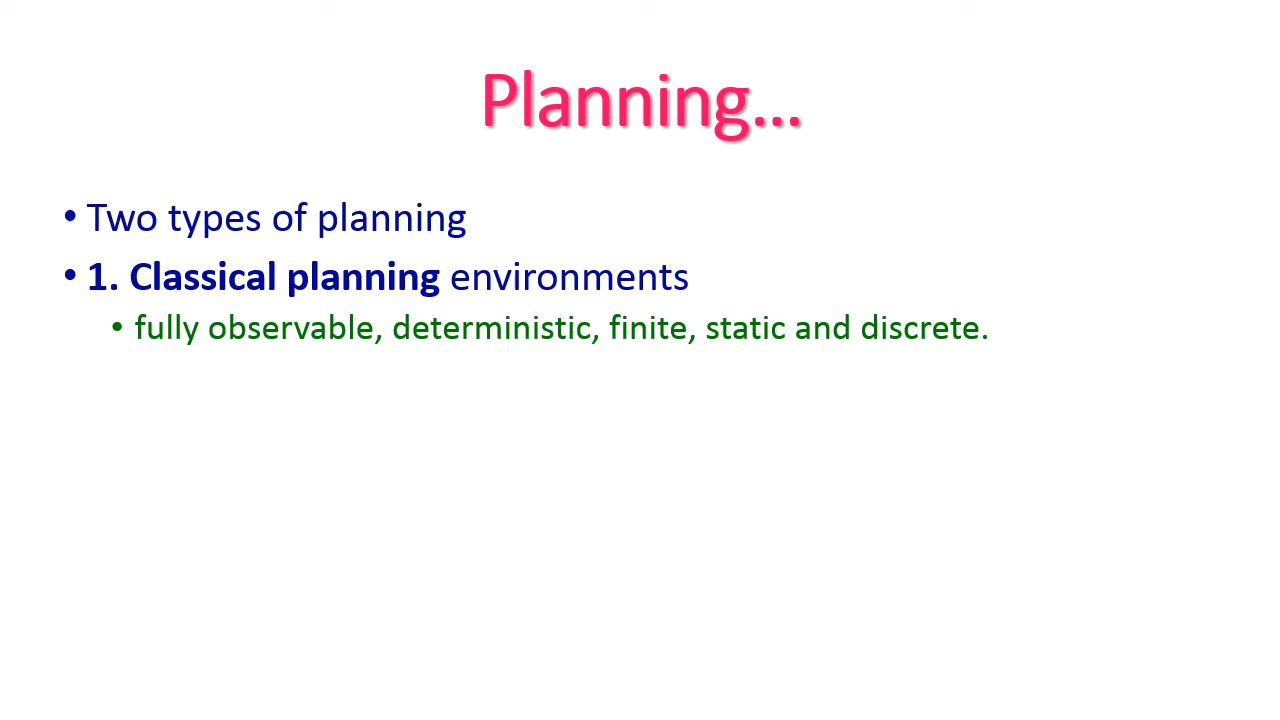 Planning...
• Two types of planning
• 1. Classical planning environments
• fully observable, deterministic, finite, static and discrete.